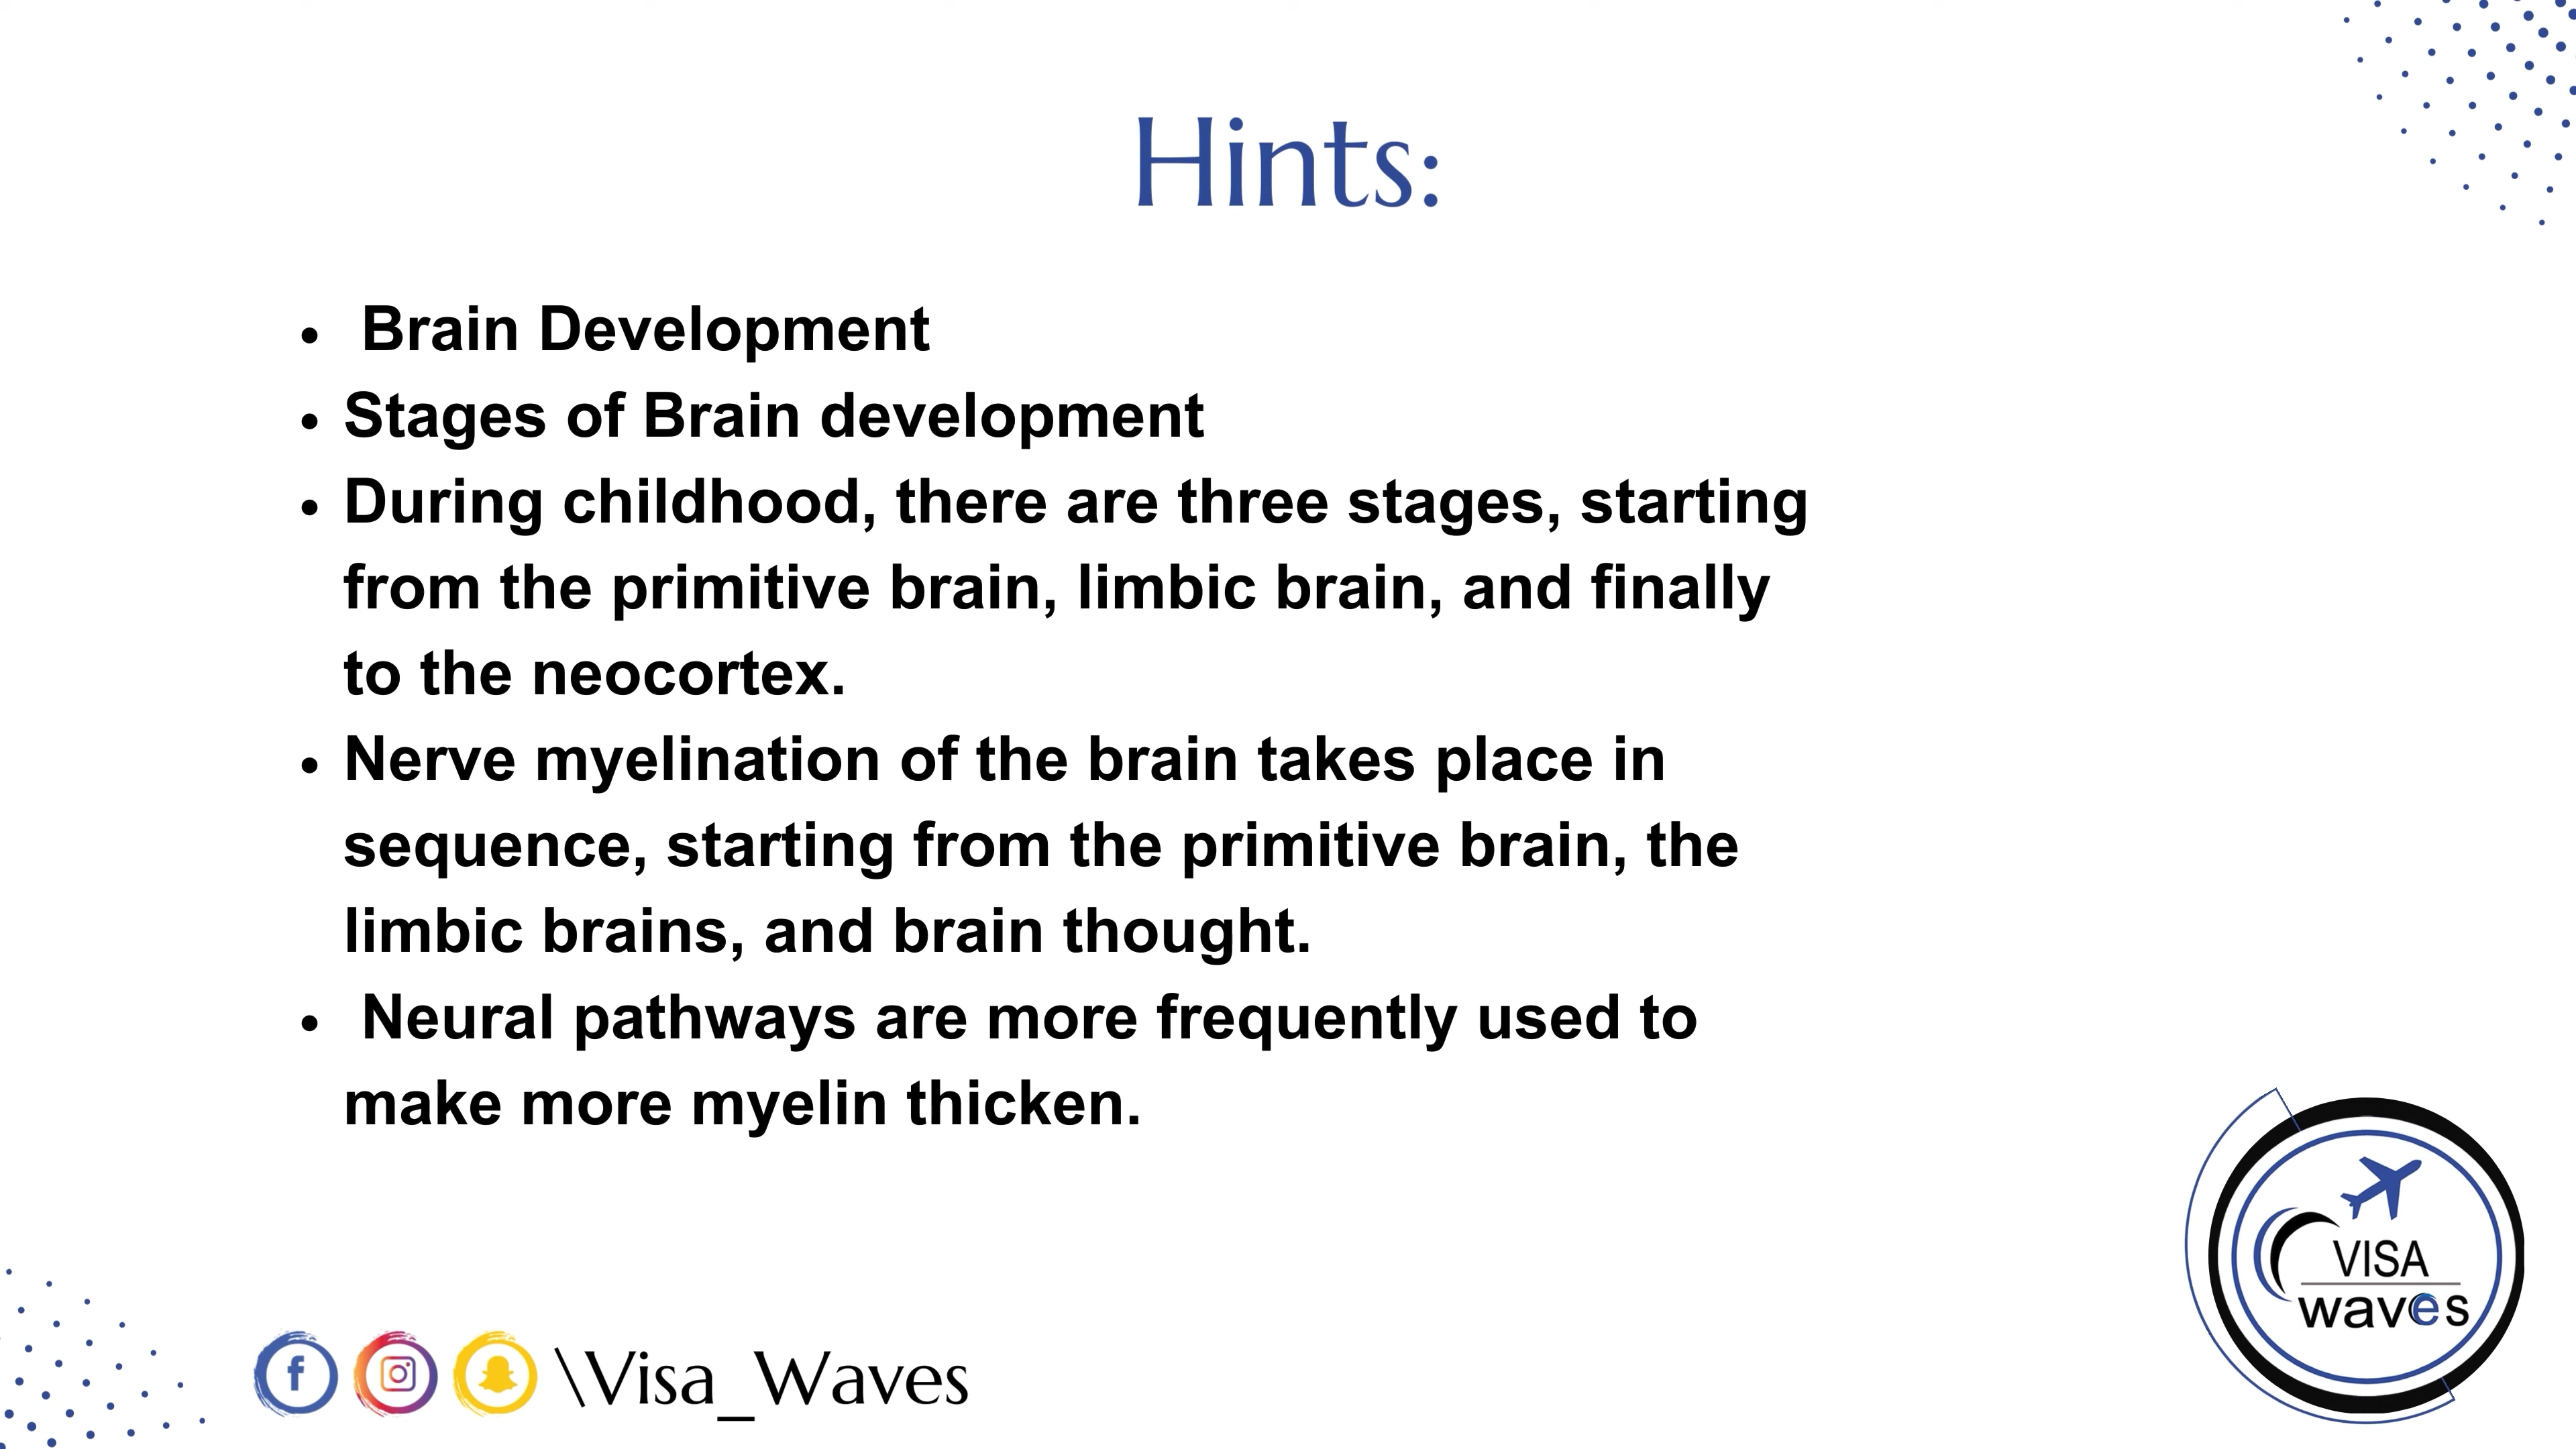 Hints:
• Brain Development
• Stages of Brain development
• During childhood, there are three stages, starting
from the primitive brain, limbic brain, and finally
to the neocortex.
• Nerve myelination of the brain takes place in
sequence, starting from the primitive brain, the
limbic brains, and brain thought.
• Neural pathways are more frequently used to
make more myelin thicken.
VISA
waves
\Visa_Waves